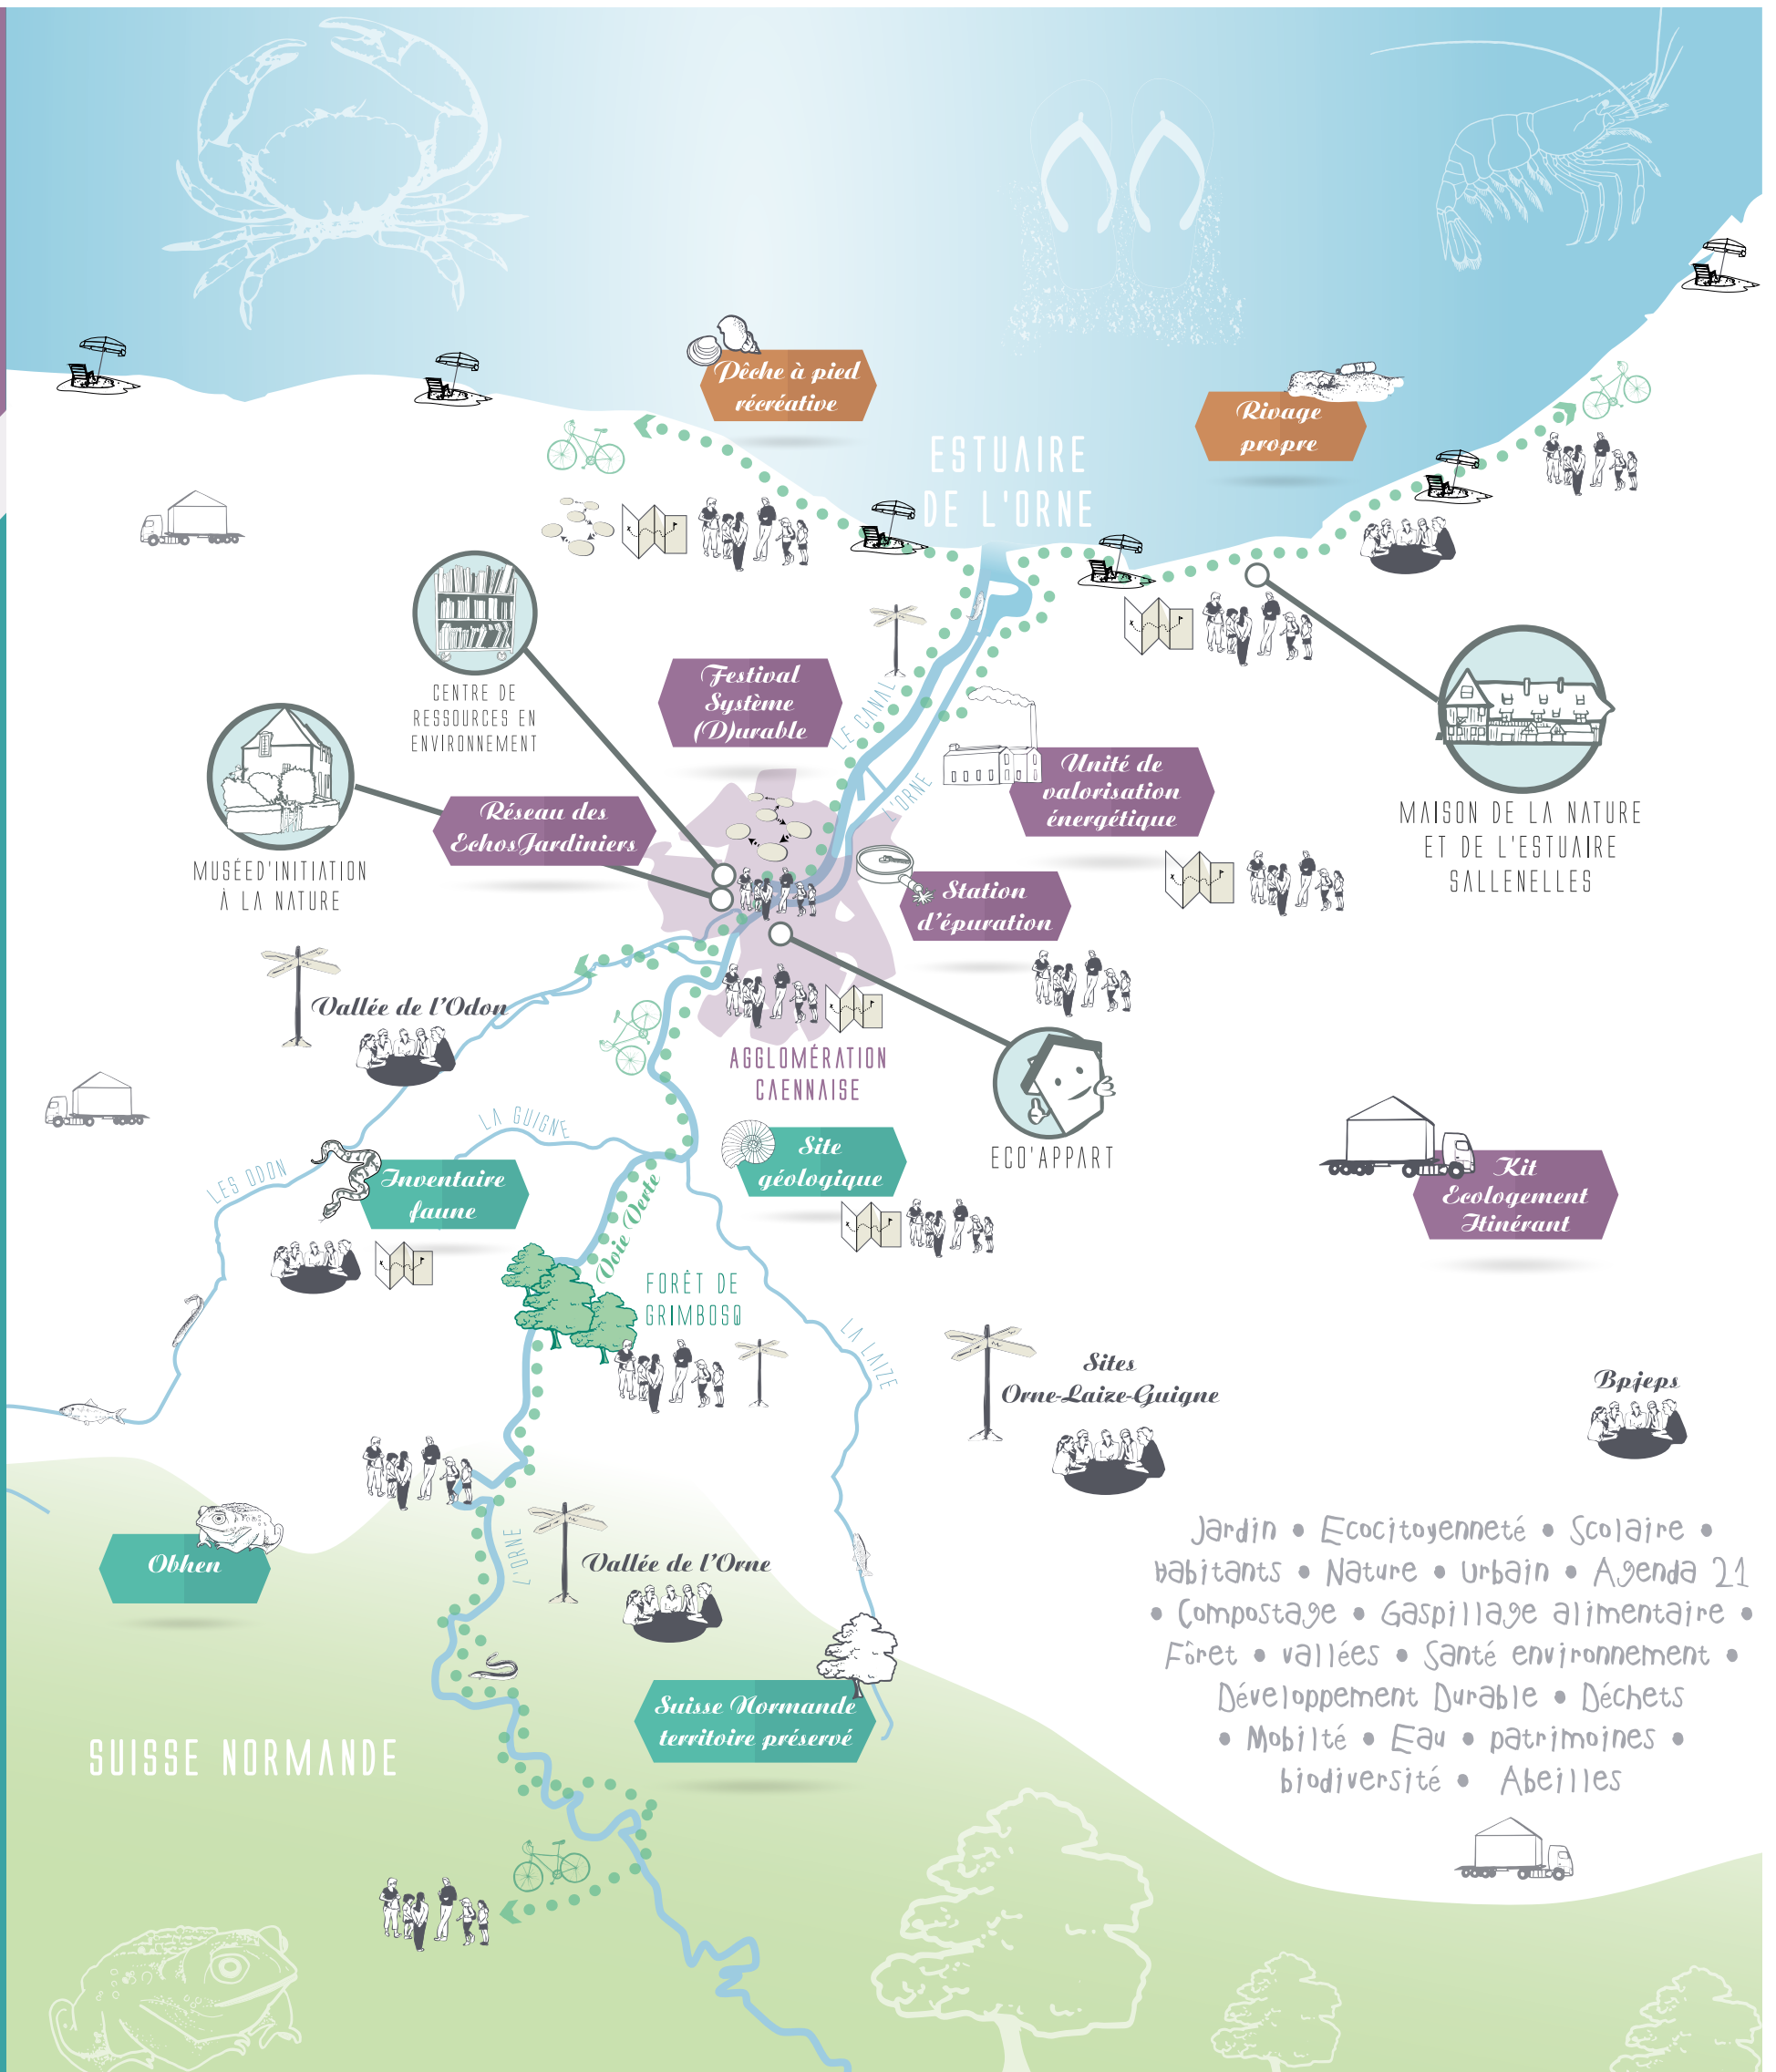 Pêche à pied
récréative
Rivage
propre
ESTUAIRE
DE L'ORNE
CENTRE DE
RESSOURCES EN
ENVIRONNEMENT
Festival
Système
(D)urable
LE CANAL
L'ORNE
Unité de
valorisation
énergétique
MAISON DE LA NATURE
ET DE L'ESTUAIRE
SALLENELLES
Réseau des
EchosJardiniers
MUSÉED'INITIATION
À LA NATURE
Station
d'épuration
Vallée de l'Odon
AGGLOMÉRATION
CAENNAISE
ECO'APPART
LA GUIGNE
LES ODON
Inventaire
faune
Site
géologique
Kit
Ecologement
Itinérant
Voie Verte
FORÊT DE
GRIMBOSQ
LA LAIZE
Sites
Orne-Laize-Guigne
Bpjeps
Obhen
L'ORNE
Vallée de l'Orne
Jardin • Ecocitoyenneté • Scolaire •
habitants • Nature • Urbain • Agenda 21
• Compostage • Gaspillage alimentaire •
Fôret • vallées • Santé environnement •
Développement Durable • Déchets
• Mobilté • Eau • patrimoines •
biodiversité • Abeilles
Suisse Normande
territoire préservé
SUISSE NORMANDE